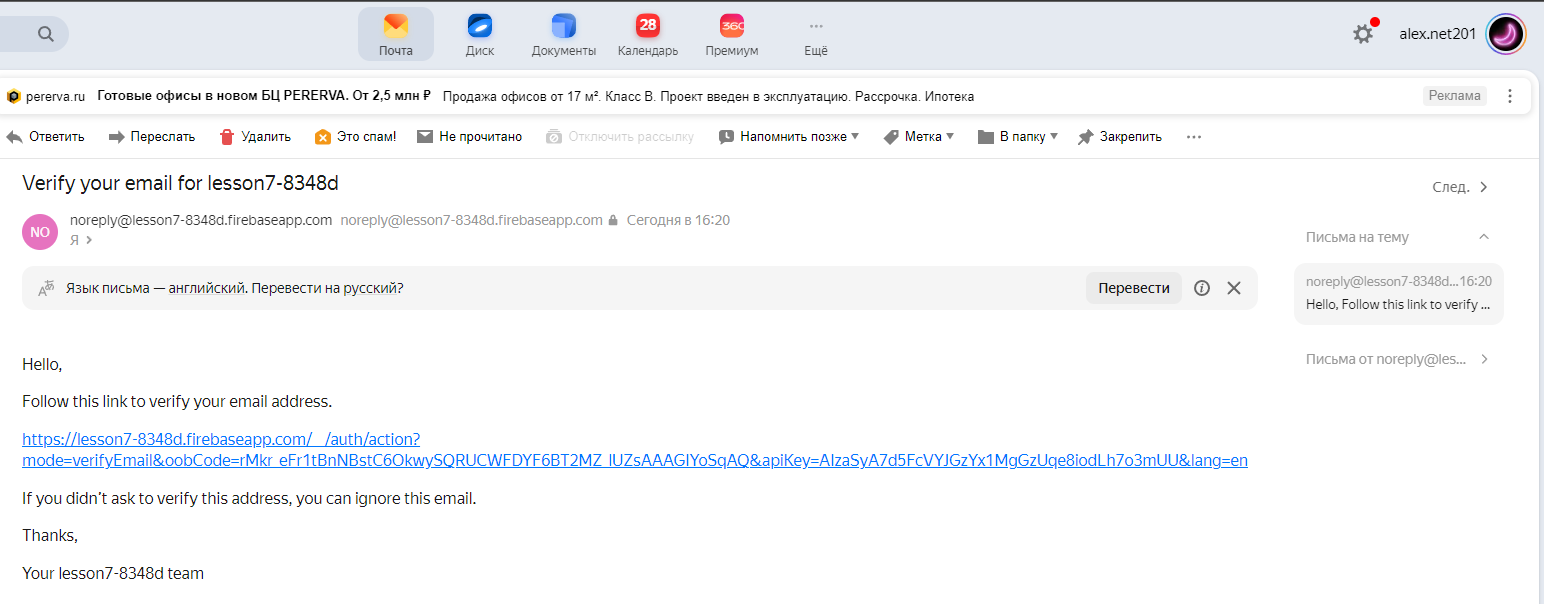 Почта
Диск
Документы
28
Календарь
360
Премиум
Ещё
alex.net201
pererva.ru Готовые офисы в новом БЦ PERERVA. От 2,5 млн ₽ Продажа офисов от 17 м². Класс В. Проект введен в эксплуатацию. Рассрочка. Ипотека
Реклама
Ответить Переслать Удалить Это спам! Не прочитано Отключить рассылку Напомнить позже Метка В папку Закрепить
Verify your email for lesson7-8348d
След.
NO
noreply@lesson7-8348d.firebaseapp.com noreply@lesson7-8348d.firebaseapp.com Сегодня в 16:20
Я
Язык письма — английский. Перевести на русский?
Перевести
Hello,
Follow this link to verify your email address.
https://lesson7-8348d.firebaseapp.com/__/auth/action?
mode=verifyEmail&oobCode=rMkr_eFr1tBnNBstC6OkwySQRUCWFDYF6BT2MZ_IUZsAAAGIYoSqAQ&apiKey=AIzaSyA7d5FcVYJGzYx1MgGzUqe8iodLh7o3mUU&lang=en
If you didn’t ask to verify this address, you can ignore this email.
Thanks,
Your lesson7-8348d team
Письма на тему
noreply@lesson7-8348d...16:20
Hello, Follow this link to verify ...
Письма от noreply@les...